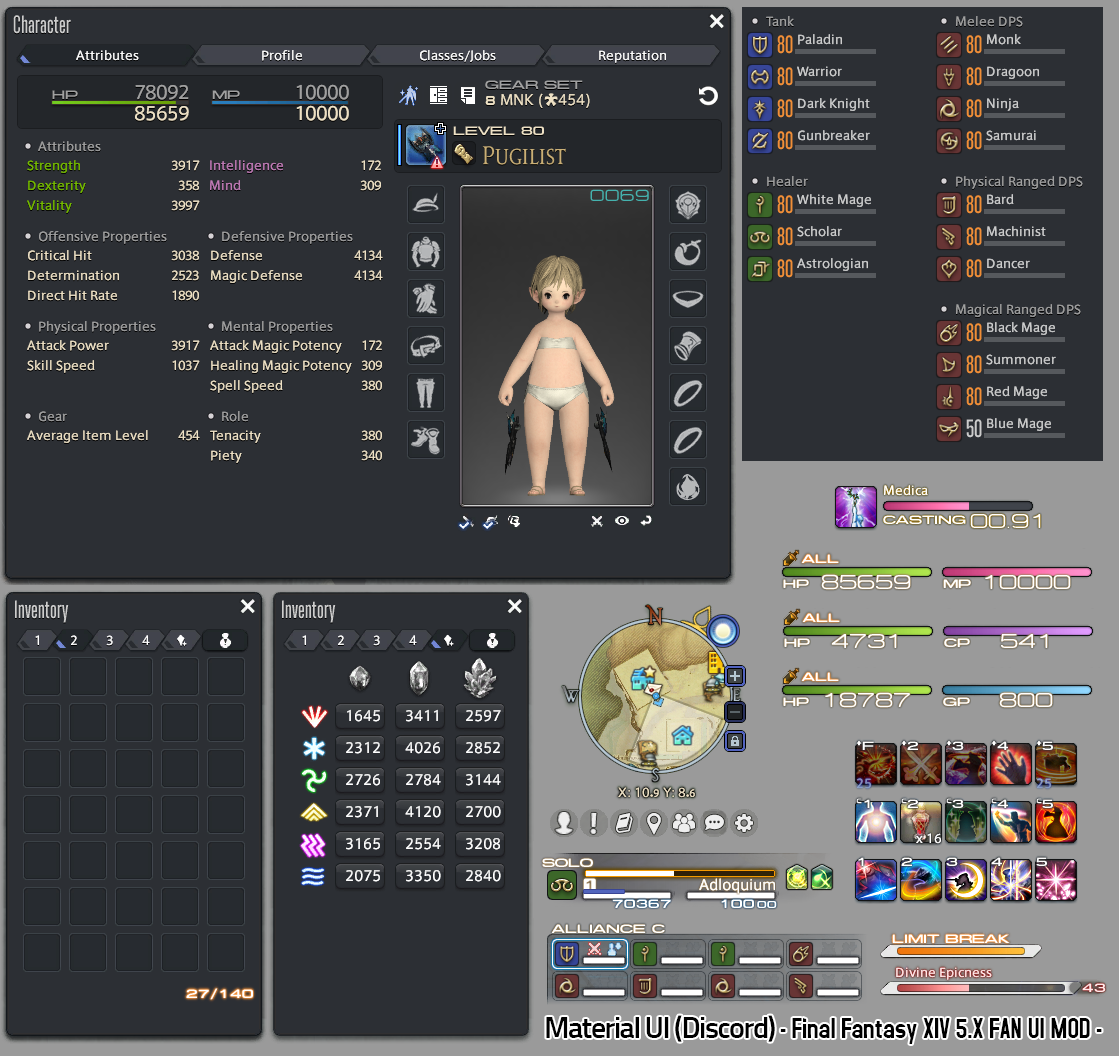 Character
Attributes Profile Classes/Jobs Reputation
HP 78092 MP 10000
85659 10000
GEAR SET
8 MNK (454)
LEVEL 80
PUGILIST
Attributes
Strength 3917 Intelligence 172
Dexterity 358 Mind 309
Vitality 3997
Offensive Properties Defensive Properties
Critical Hit 3038 Defense 4134
Determination 2523 Magic Defense 4134
Direct Hit Rate 1890
Physical Properties Mental Properties
Attack Power 3917 Attack Magic Potency 172
Skill Speed 1037 Healing Magic Potency 309
Spell Speed 380
Gear Role
Average Item Level 454 Tenacity 380
Piety 340
0069
Tank Melee DPS
80 Paladin 80 Monk
80 Warrior 80 Dragoon
80 Dark Knight 80 Ninja
80 Gunbreaker 80 Samurai
Healer Physical Ranged DPS
80 White Mage 80 Bard
80 Scholar 80 Machinist
80 Astrologian 80 Dancer
Magical Ranged DPS
80 Black Mage
80 Summoner
80 Red Mage
50 Blue Mage
Medica
CASTING 00.91
ALL
HP 85659 MP 10000
ALL
HP 4731 CP 541
ALL
HP 18787 GP 800
Inventory
1 2 3 4
27/140
Inventory
1 2 3 4
1645 3411 2597
2312 4026 2852
2726 2784 3144
2371 4120 2700
3165 2554 3208
2075 3350 2840
N
W E
S
X: 10.9 Y: 8.6
F 2 3 4 5
25 25
c1 c2 c3 c4 c5
x16
1 2 3 4 5
SOLO
1 Adloquium
70367 10000
ALLIANCE C
LIMIT BREAK
Divine Epicness
43
Material UI (Discord) - Final Fantasy XIV 5.X FAN UI MOD -